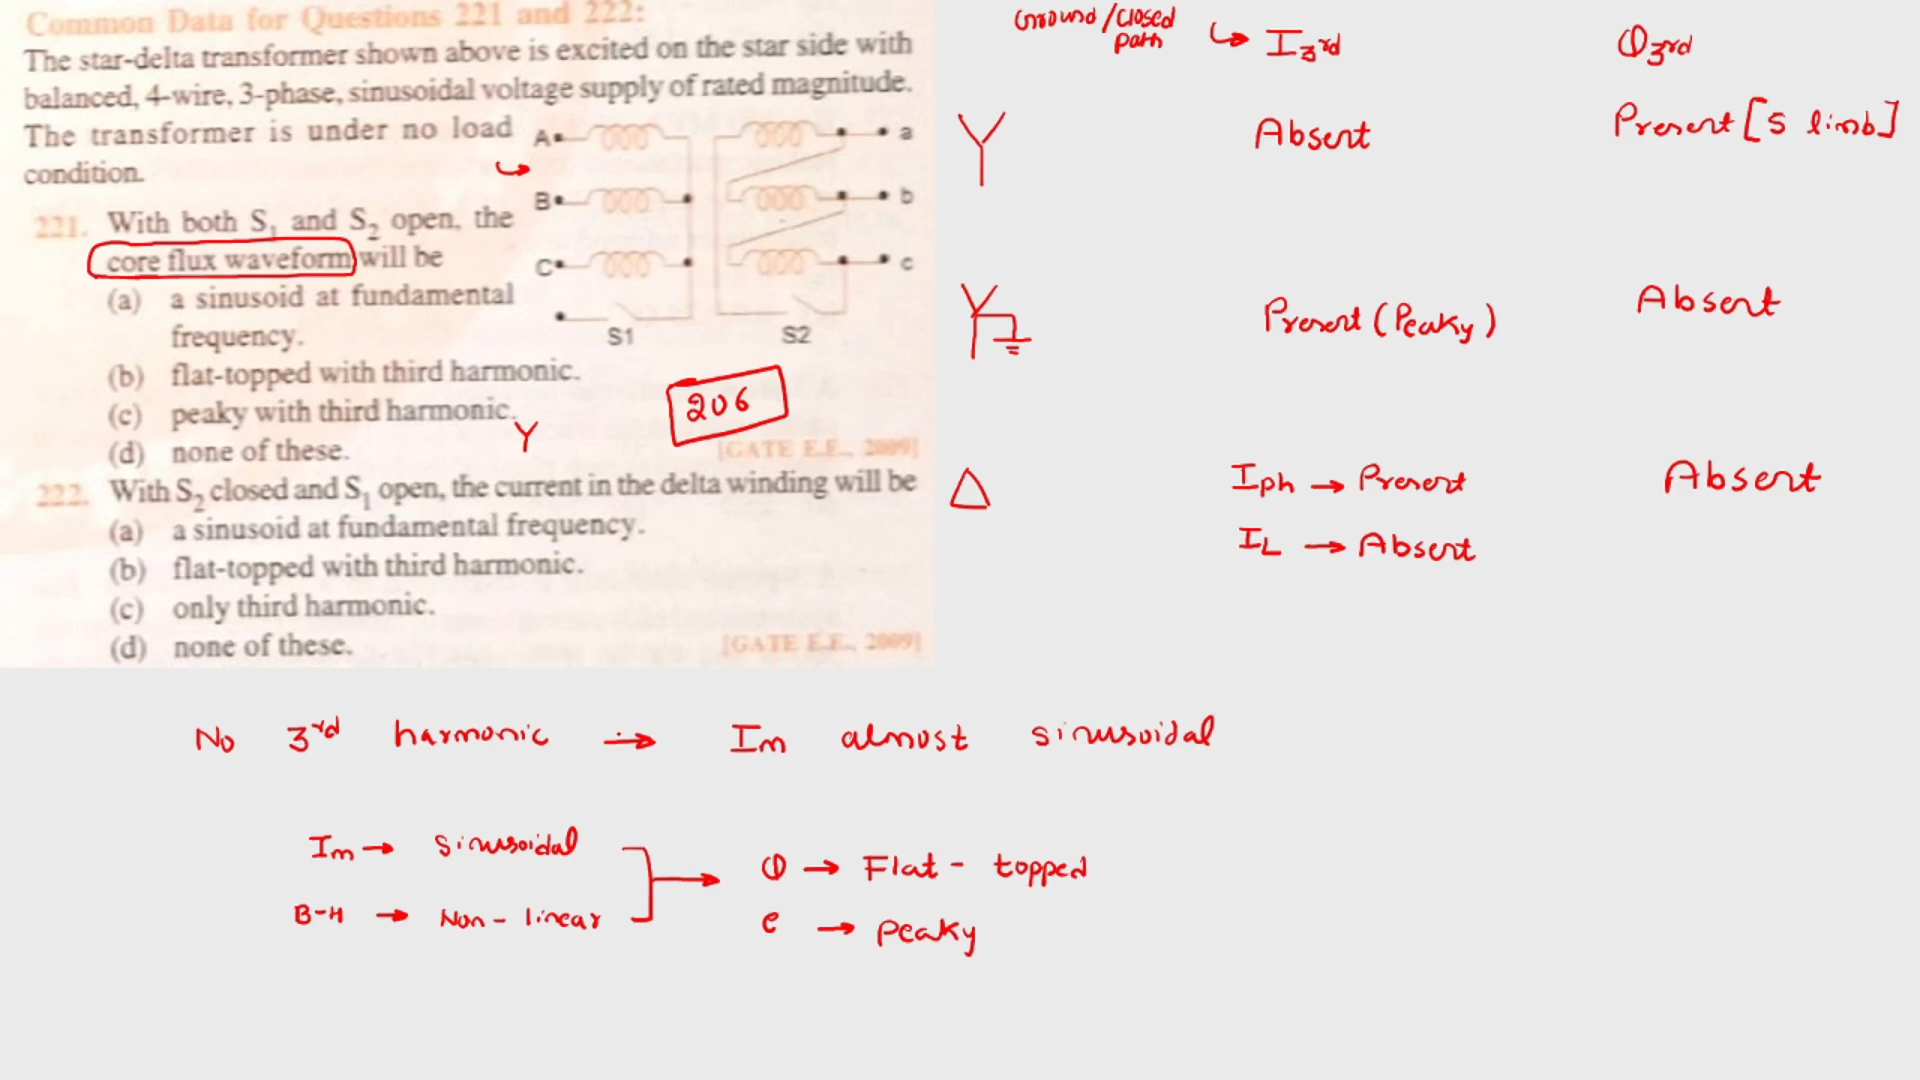 Common Data for Questions 221 and 222:
The star-delta transformer shown above is excited on the star side with
balanced, 4-wire, 3-phase, sinusoidal voltage supply of rated magnitude.
The transformer is under no load
condition.
221. With both S1 and S2 open, the
core flux waveform will be
(a) a sinusoid at fundamental
frequency.
(b) flat-topped with third harmonic.
(c) peaky with third harmonic.
(d) none of these.
[GATE E.E., 2009]
222. With S2 closed and S1 open, the current in the delta winding will be
(a) a sinusoid at fundamental frequency.
(b) flat-topped with third harmonic.
(c) only third harmonic.
(d) none of these.
[GATE E.E., 2009]
A a
B b
C c
S1 S2
206
Y
Ground/closed path → I3rd Φ3rd
Y Absent Present [5 limb]
Y Present (Peaky) Absent
Δ Iph → Present Absent
IL → Absent
No 3rd harmonic → Im almost sinusoidal
Im → sinusoidal
B-H → Non-linear
Φ → Flat-topped
e → Peaky